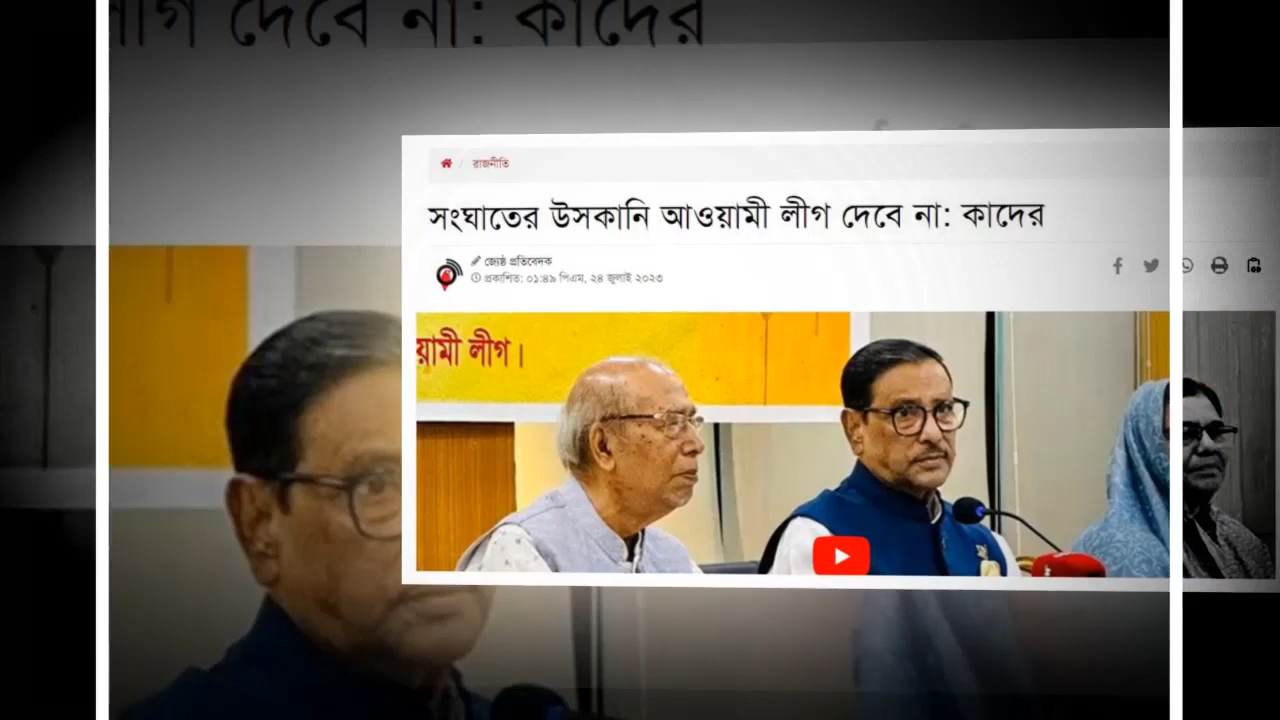 লীগ দেবে না: কাদের
রাজনীতি
সংঘাতের উসকানি আওয়ামী লীগ দেবে না: কাদের
জ্যেষ্ঠ প্রতিবেদক
প্রকাশিত: ০১:৪৯ পিএম, ২৪ জুলাই ২০২৩
য়ামী লীগ।